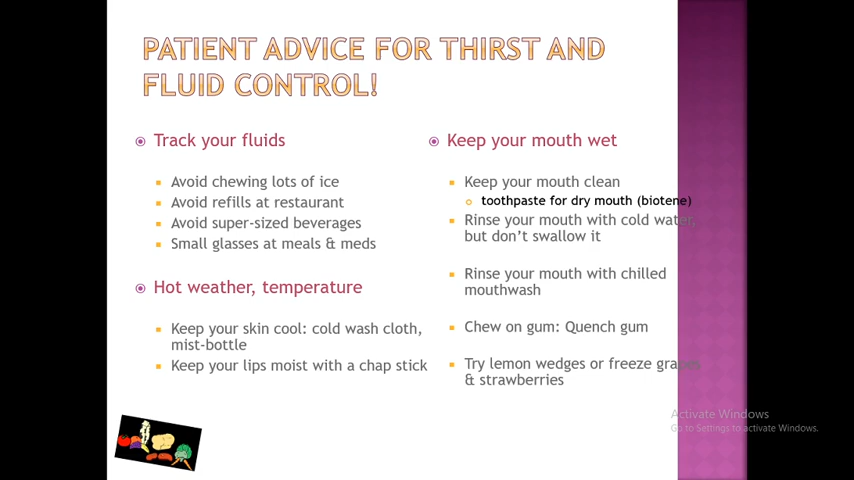 PATIENT ADVICE FOR THIRST AND
FLUID CONTROL!
Track your fluids
Avoid chewing lots of ice
Avoid refills at restaurant
Avoid super-sized beverages
Small glasses at meals & meds
Hot weather, temperature
Keep your skin cool: cold wash cloth,
mist-bottle
Keep your lips moist with a chap stick
Keep your mouth wet
Keep your mouth clean
toothpaste for dry mouth (biotene)
Rinse your mouth with cold water,
but don't swallow it
Rinse your mouth with chilled
mouthwash
Chew on gum: Quench gum
Try lemon wedges or freeze grapes
& strawberries
Activate Windows
Go to Settings to activate Windows.